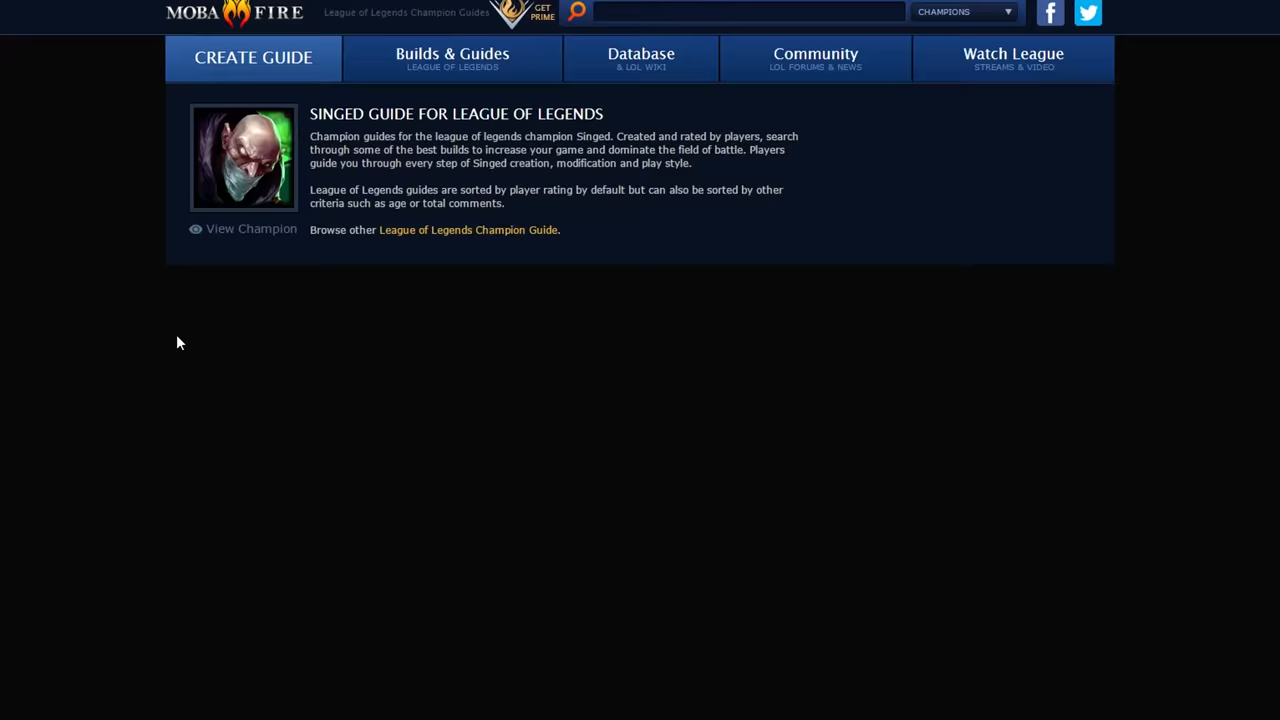 MOBA FIRE League of Legends Champion Guides GET PRIME CHAMPIONS
CREATE GUIDE
Builds & Guides
LEAGUE OF LEGENDS
Database
& LOL WIKI
Community
LOL FORUMS & NEWS
Watch League
STREAMS & VIDEO
SINGED GUIDE FOR LEAGUE OF LEGENDS
Champion guides for the league of legends champion Singed. Created and rated by players, search
through some of the best builds to increase your game and dominate the field of battle. Players
guide you through every step of Singed creation, modification and play style.
League of Legends guides are sorted by player rating by default but can also be sorted by other
criteria such as age or total comments.
View Champion
Browse other League of Legends Champion Guide.